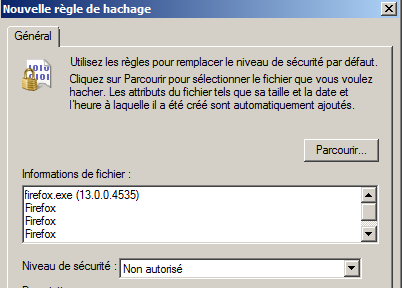 Nouvelle règle de hachage
Général
Utilisez les règles pour remplacer le niveau de sécurité par défaut.
Cliquez sur Parcourir pour sélectionner le fichier que vous voulez
hacher. Les attributs du fichier tels que sa taille et la date et
l'heure à laquelle il a été créé sont automatiquement ajoutés.
Parcourir...
Informations de fichier :
firefox.exe (13.0.0.4535)
Firefox
Firefox
Firefox
Niveau de sécurité : Non autorisé